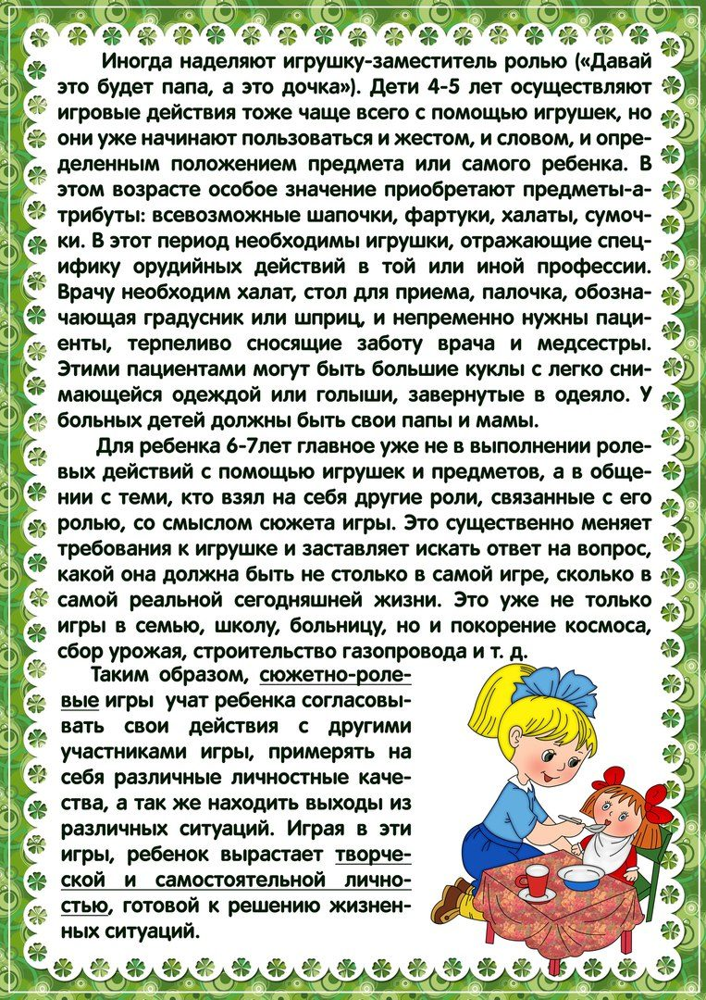 Иногда наделяют игрушку-заместитель ролью («Давай
это будет папа, а это дочка»). Дети 4-5 лет осуществляют
игровые действия тоже чаще всего с помощью игрушек, но
они уже начинают пользоваться и жестом, и словом, и опре-
деленным положением предмета или самого ребенка. В
этом возрасте особое значение приобретают предметы-а-
трибуты: всевозможные шапочки, фартуки, халаты, сумоч-
ки. В этот период необходимы игрушки, отражающие спец-
ифику орудийных действий в той или иной профессии.
Врачу необходим халат, стол для приема, палочка, обозна-
чающая градусник или шприц, и непременно нужны паци-
енты, терпеливо сносящие заботу врача и медсестры.
Этими пациентами могут быть большие куклы с легко сни-
мающейся одеждой или голыши, завернутые в одеяло. У
больных детей должны быть свои папы и мамы.
Для ребенка 6-7лет главное уже не в выполнении роле-
вых действий с помощью игрушек и предметов, а в обще-
нии с теми, кто взял на себя другие роли, связанные с его
ролью, со смыслом сюжета игры. Это существенно меняет
требования к игрушке и заставляет искать ответ на вопрос,
какой она должна быть не столько в самой игре, сколько в
самой реальной сегодняшней жизни. Это уже не только
игры в семью, школу, больницу, но и покорение космоса,
сбор урожая, строительство газопровода и т. д.
Таким образом, сюжетно-роле-
вые игры учат ребенка согласовы-
вать свои действия с другими
участниками игры, примерять на
себя различные личностные каче-
ства, а так же находить выходы из
различных ситуаций. Играя в эти
игры, ребенок вырастает творче-
ской и самостоятельной лично-
стью, готовой к решению жизнен-
ных ситуаций.